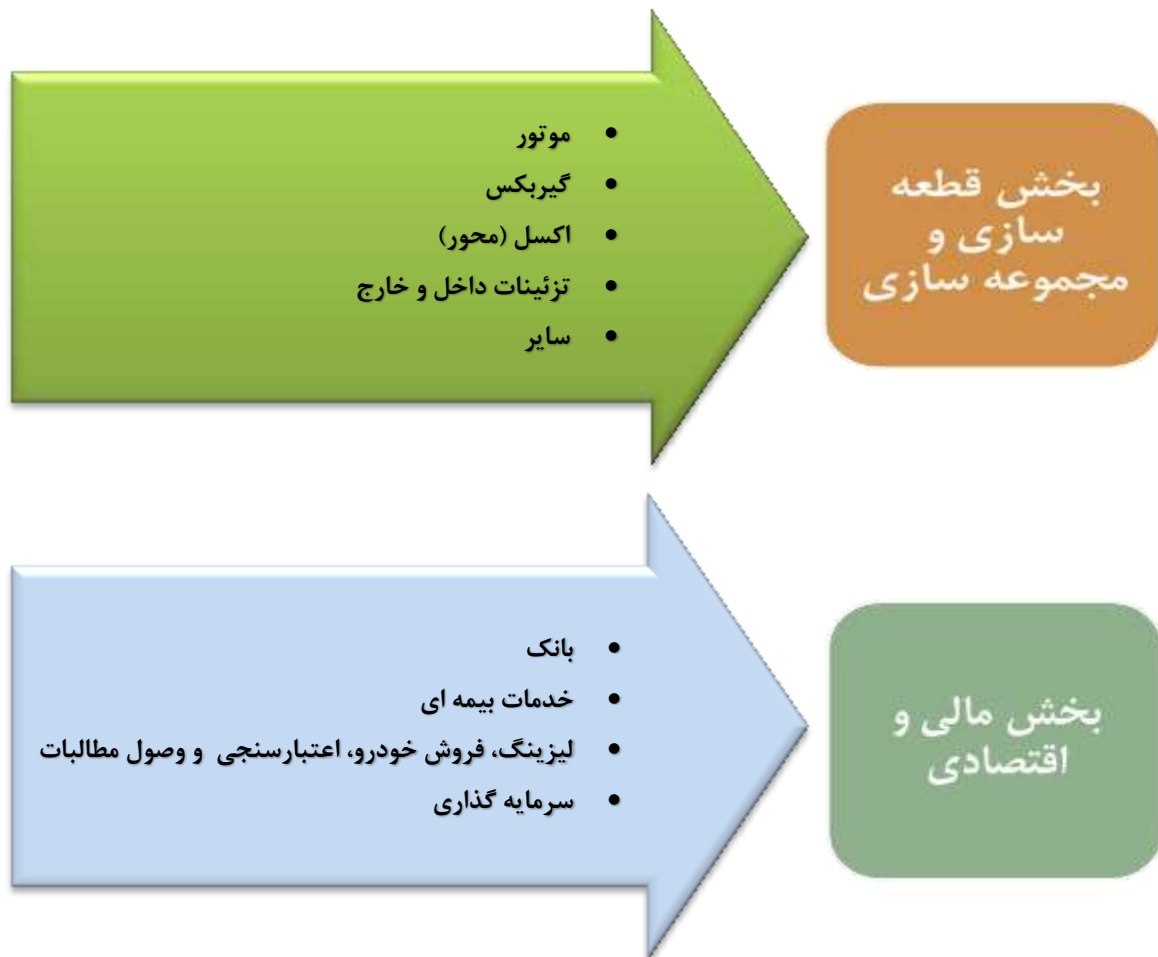 بخش قطعه
سازی و
مجموعه سازی
• موتور
• گیربکس
• اکسل (محور)
• تزئینات داخل و خارج
• سایر
بخش مالی و
اقتصادی
• بانک
• خدمات بیمه ای
• لیزینگ، فروش خودرو، اعتبارسنجی و وصول مطالبات
• سرمایه گذاری